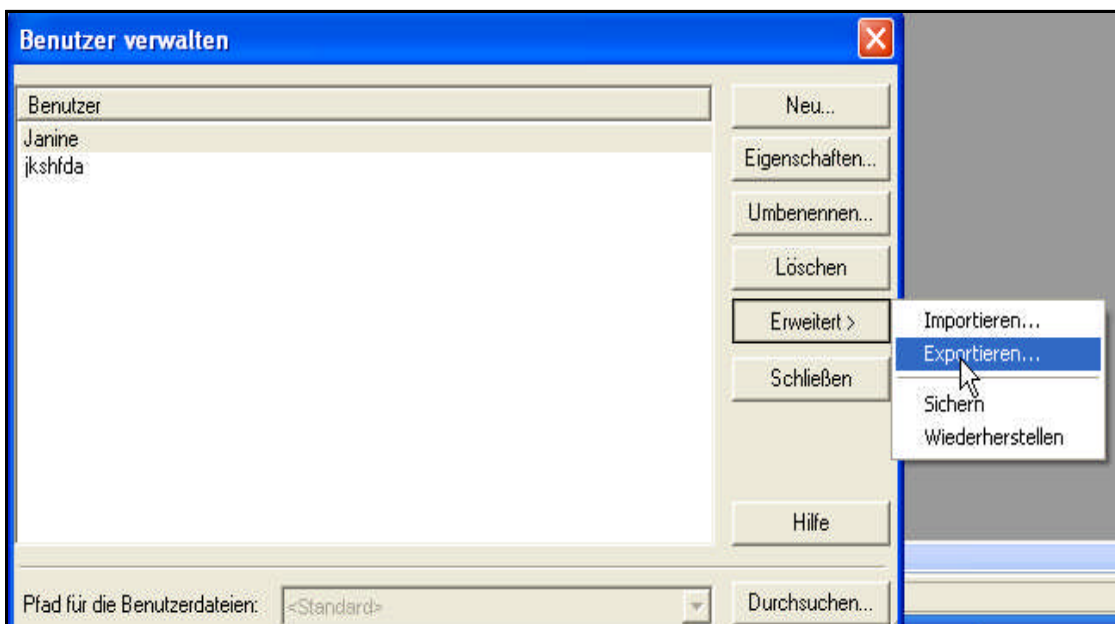 Benutzer verwalten
Benutzer
Janine
jkshfda
Neu...
Eigenschaften...
Umbenennen...
Löschen
Erweitert >
Schließen
Hilfe
Importieren...
Exportieren...
Sichern
Wiederherstellen
Pfad für die Benutzerdateien:
<Standard>
Durchsuchen...